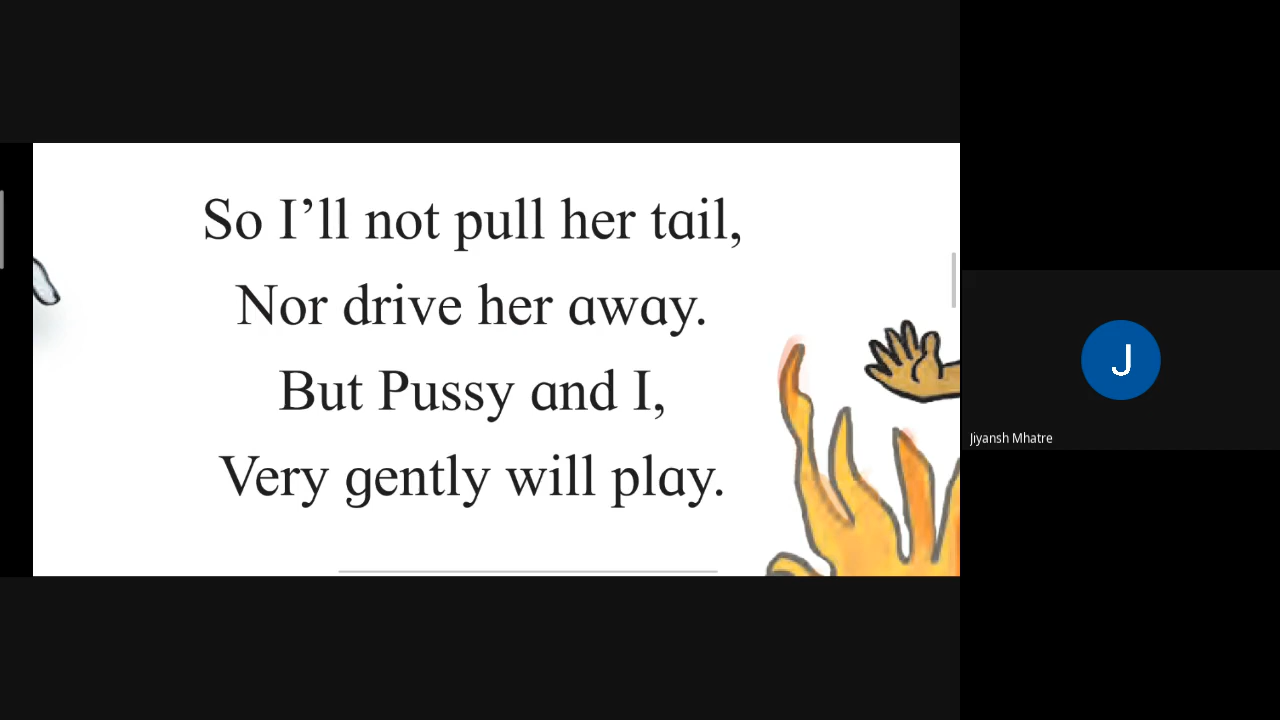 So I’ll not pull her tail,
Nor drive her away.
But Pussy and I,
Very gently will play.
J
Jiyansh Mhatre